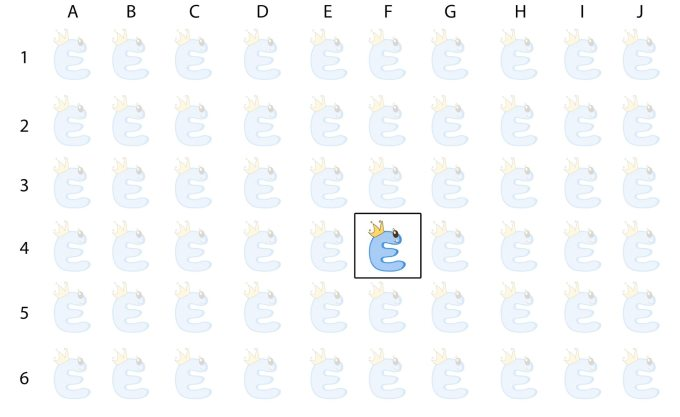 A B C D E F G H I J
1 E E E E E E E E E E
2 E E E E E E E E E E
3 E E E E E E E E E E
4 E E E E E E E E E E
5 E E E E E E E E E E
6 E E E E E E E E E E